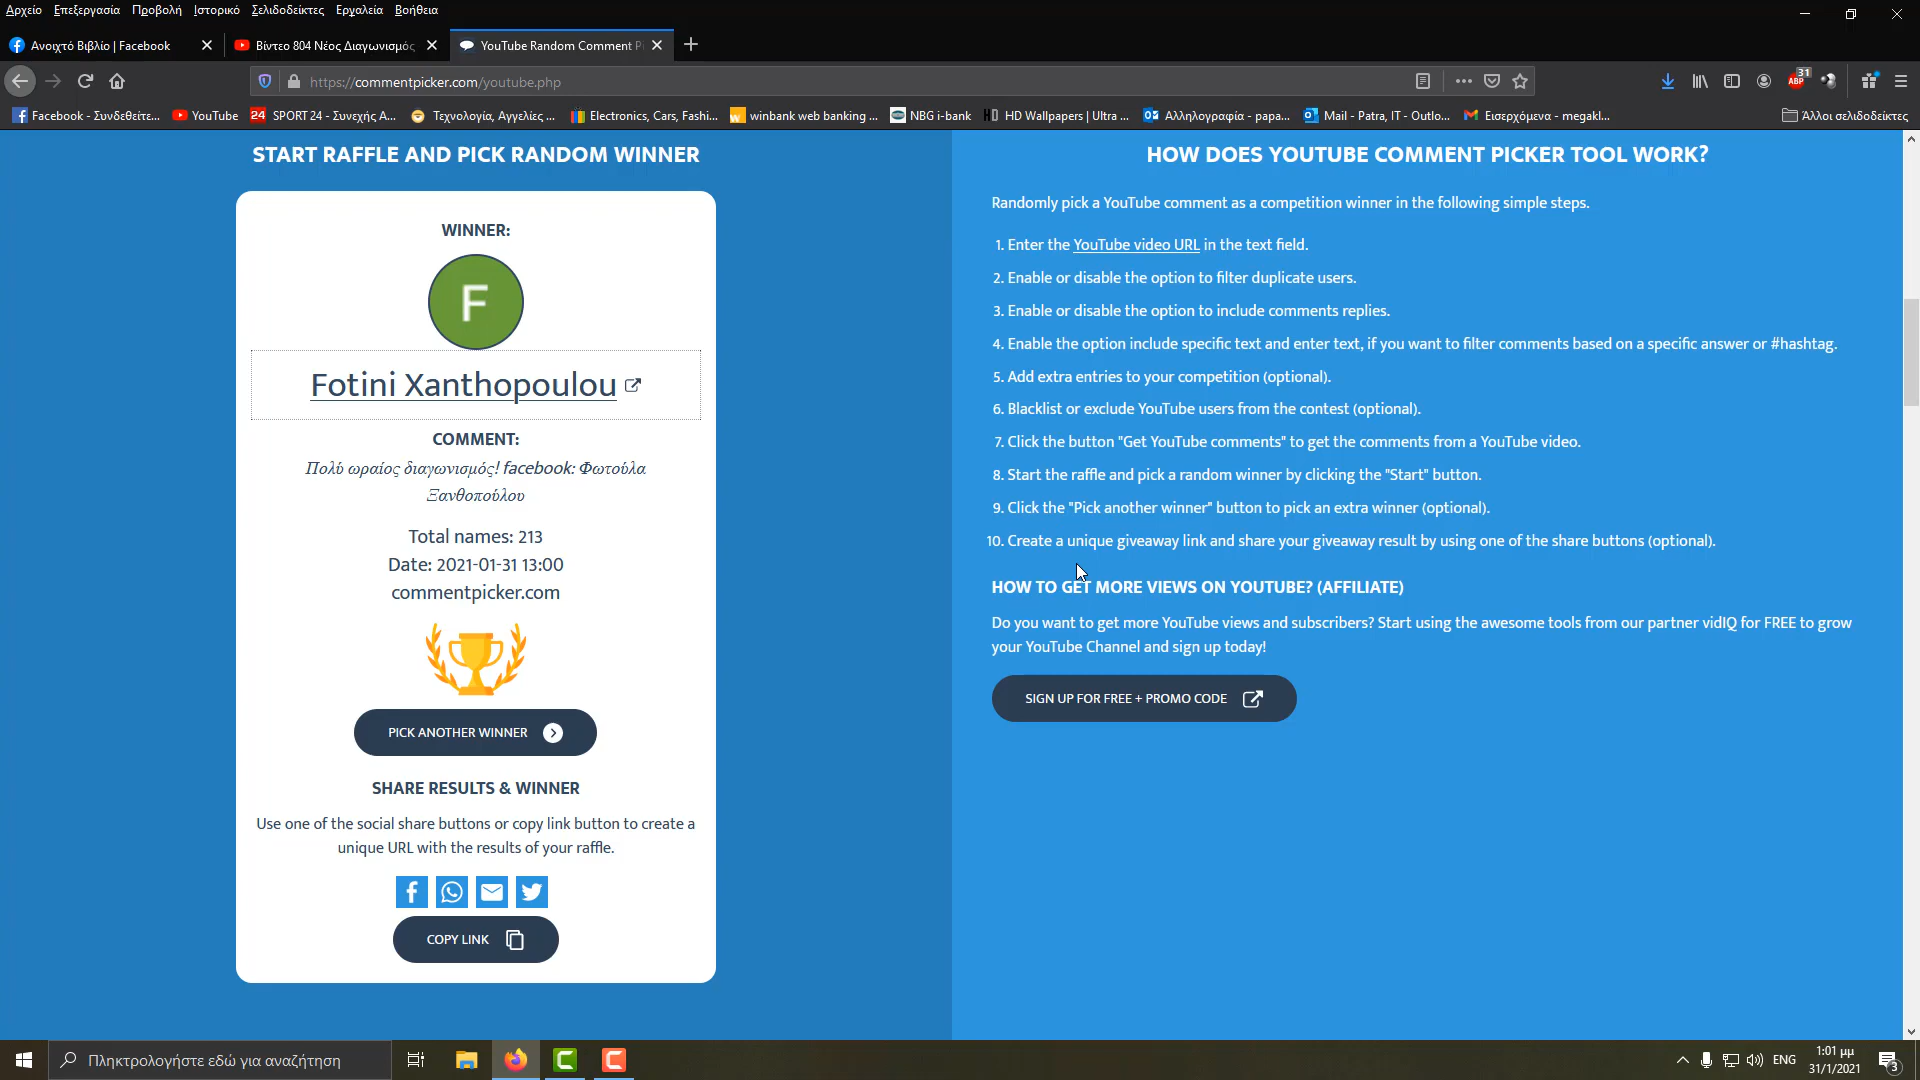 Αρχείο Επεξεργασία Προβολή Ιστορικό Σελιδοδείκτες Εργαλεία Βοήθεια
Ανοιχτό Βιβλίο | Facebook
Βίντεο 804 Νέος Διαγωνισμός
YouTube Random Comment P
https://commentpicker.com/youtube.php
31
ABP
Facebook - Συνδεθείτε...
YouTube
24 SPORT 24 - Συνεχής Α...
Τεχνολογία, Αγγελίες ...
Electronics, Cars, Fashi...
winbank web banking ...
NBG i-bank
HD Wallpapers | Ultra ...
Αλληλογραφία - papa...
Mail - Patra, IT - Outlo...
Εισερχόμενα - megakl...
Άλλοι σελιδοδείκτες
START RAFFLE AND PICK RANDOM WINNER
WINNER:
F
Fotini Xanthopoulou
COMMENT:
Πολύ ωραίος διαγωνισμός! facebook: Φωτούλα
Ξανθοπούλου
Total names: 213
Date: 2021-01-31 13:00
commentpicker.com
PICK ANOTHER WINNER
SHARE RESULTS & WINNER
Use one of the social share buttons or copy link button to create a
unique URL with the results of your raffle.
COPY LINK
HOW DOES YOUTUBE COMMENT PICKER TOOL WORK?
Randomly pick a YouTube comment as a competition winner in the following simple steps.
1. Enter the YouTube video URL in the text field.
2. Enable or disable the option to filter duplicate users.
3. Enable or disable the option to include comments replies.
4. Enable the option include specific text and enter text, if you want to filter comments based on a specific answer or #hashtag.
5. Add extra entries to your competition (optional).
6. Blacklist or exclude YouTube users from the contest (optional).
7. Click the button "Get YouTube comments" to get the comments from a YouTube video.
8. Start the raffle and pick a random winner by clicking the "Start" button.
9. Click the "Pick another winner" button to pick an extra winner (optional).
10. Create a unique giveaway link and share your giveaway result by using one of the share buttons (optional).
HOW TO GET MORE VIEWS ON YOUTUBE? (AFFILIATE)
Do you want to get more YouTube views and subscribers? Start using the awesome tools from our partner vidIQ for FREE to grow
your YouTube Channel and sign up today!
SIGN UP FOR FREE + PROMO CODE
Πληκτρολογήστε εδώ για αναζήτηση
ENG
1:01 μμ
31/1/2021
3